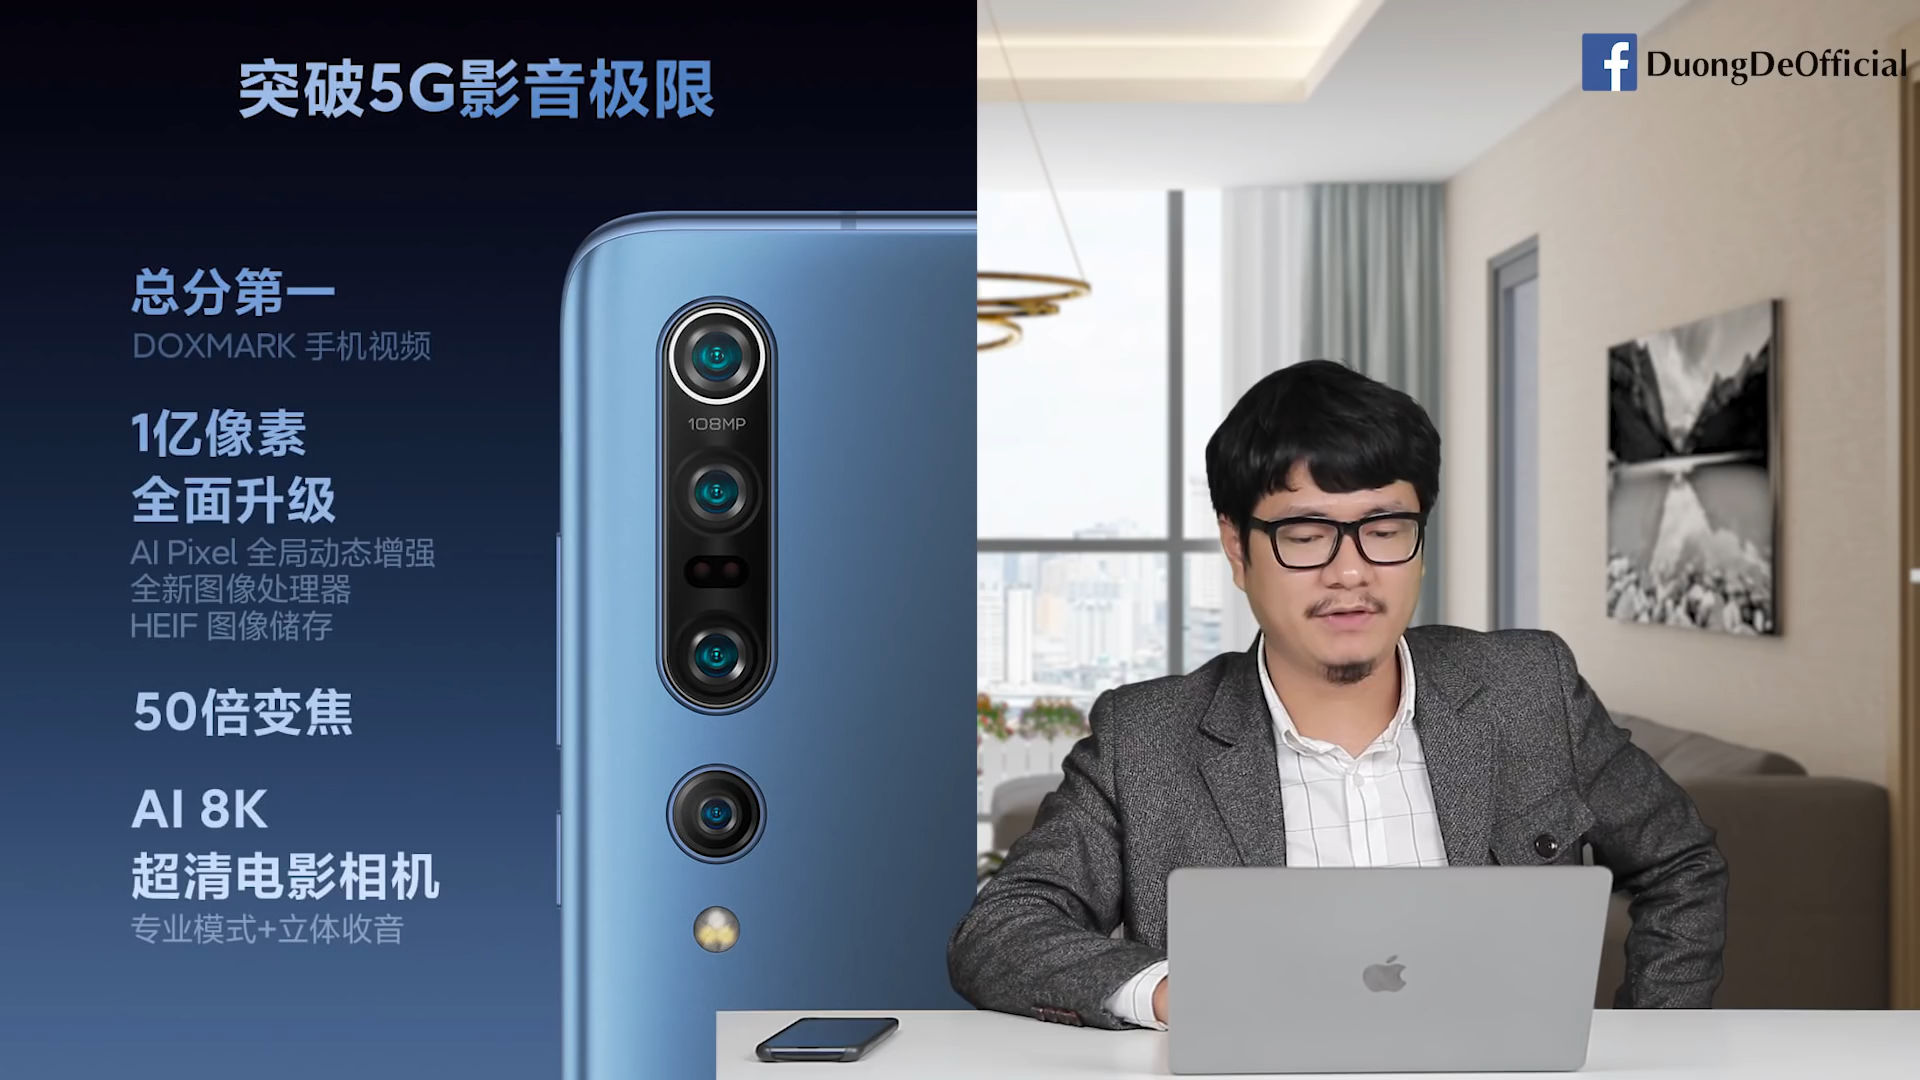 突破5G影音极限
DuongDeOfficial
总分第一
DOXMARK 手机视频
1亿像素
全面升级
AI Pixel 全局动态增强
全新图像处理器
HEIF 图像储存
50倍变焦
AI 8K
超清电影相机
专业模式+立体收音
108MP